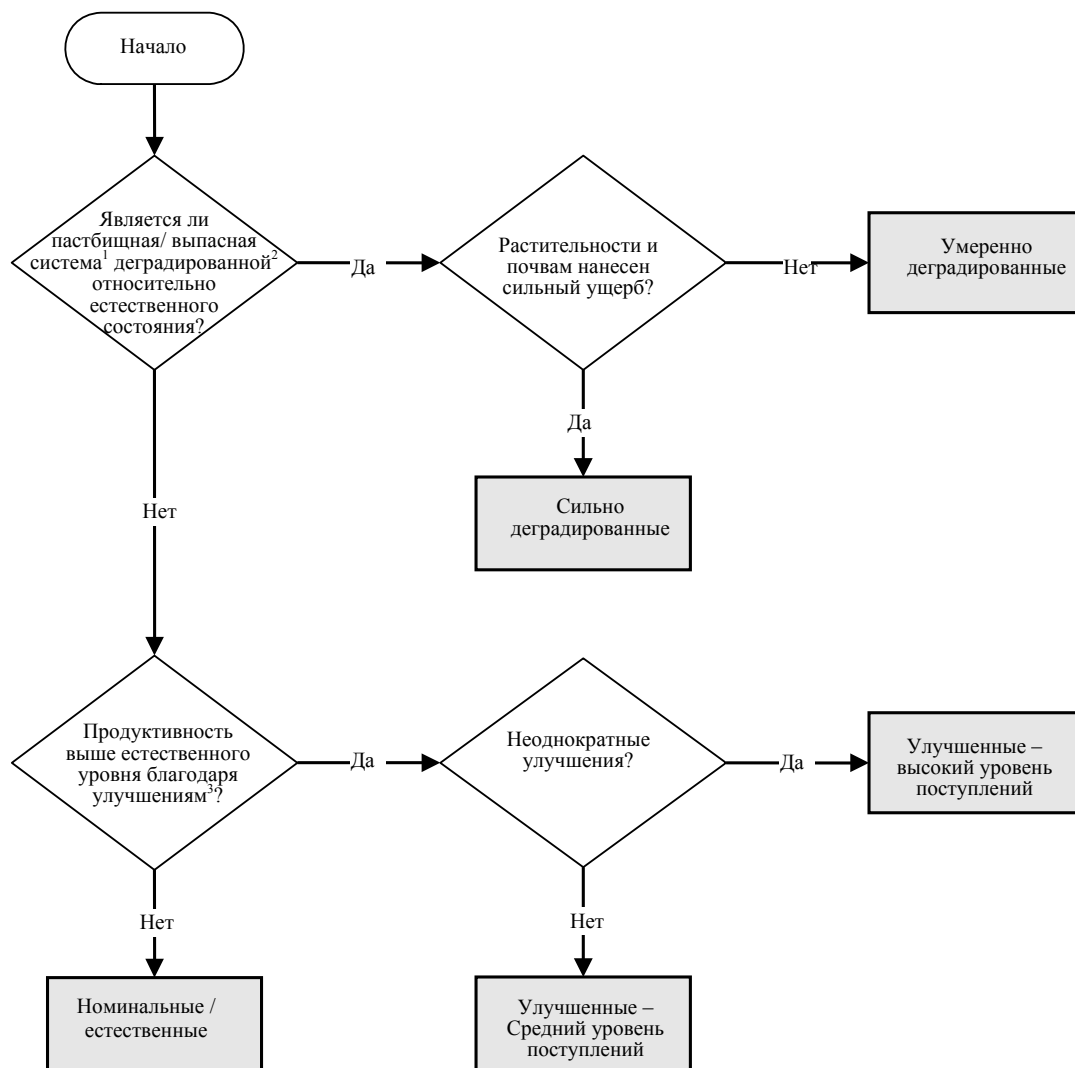 Начало
Является ли
пастбищная/ выпасная
система¹ деградированной²
относительно
естественного
состояния?
Да
Растительности и
почвам нанесен
сильный ущерб?
Нет
Умеренно
деградированные
Да
Сильно
деградированные
Нет
Продуктивность
выше естественного
уровня благодаря
улучшениям³?
Да
Неоднократные
улучшения?
Да
Улучшенные –
высокий уровень
поступлений
Нет
Номинальные /
естественные
Нет
Улучшенные –
Средний уровень
поступлений